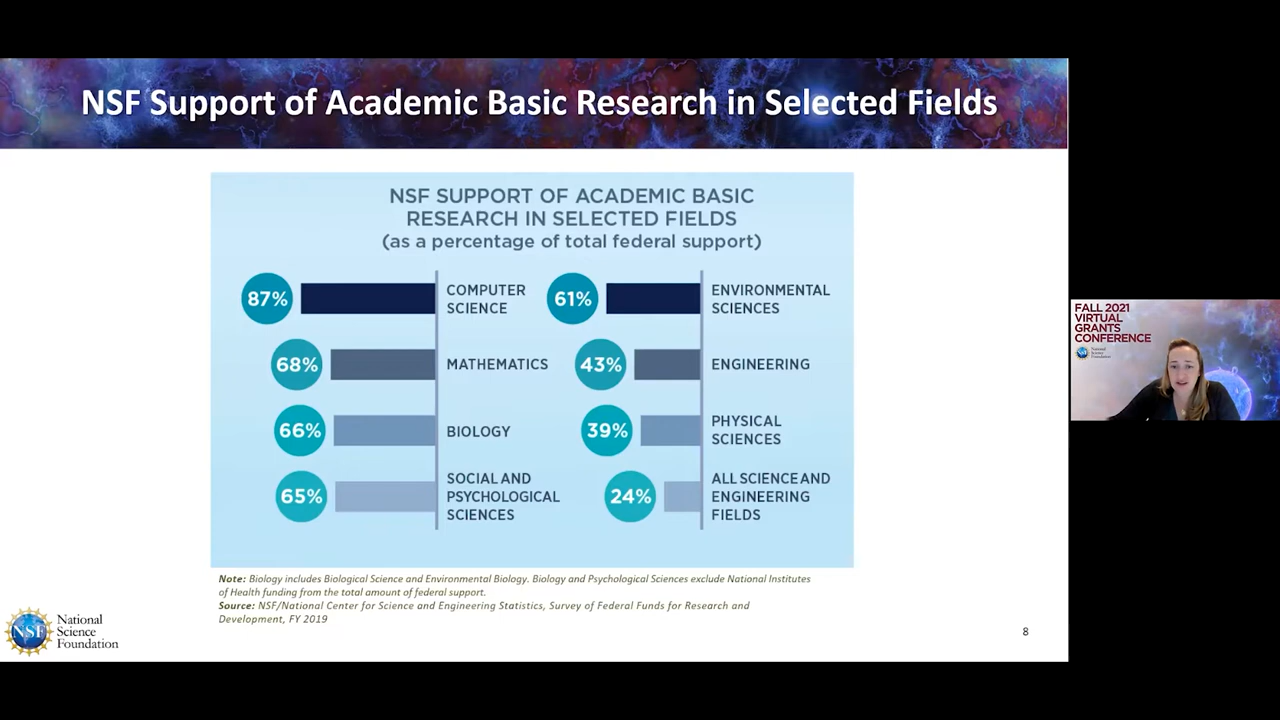 NSF Support of Academic Basic Research in Selected Fields
NSF SUPPORT OF ACADEMIC BASIC
RESEARCH IN SELECTED FIELDS
(as a percentage of total federal support)
87%
COMPUTER
SCIENCE
68%
MATHEMATICS
66%
BIOLOGY
65%
SOCIAL AND
PSYCHOLOGICAL
SCIENCES
61%
ENVIRONMENTAL
SCIENCES
43%
ENGINEERING
39%
PHYSICAL
SCIENCES
24%
ALL SCIENCE AND
ENGINEERING
FIELDS
Note: Biology includes Biological Science and Environmental Biology. Biology and Psychological Sciences exclude National Institutes
of Health funding from the total amount of federal support.
Source: NSF/National Center for Science and Engineering Statistics, Survey of Federal Funds for Research and
Development, FY 2019
NSF
National
Science
Foundation
8
FALL 2021
VIRTUAL
GRANTS
CONFERENCE
National
Science
Foundation